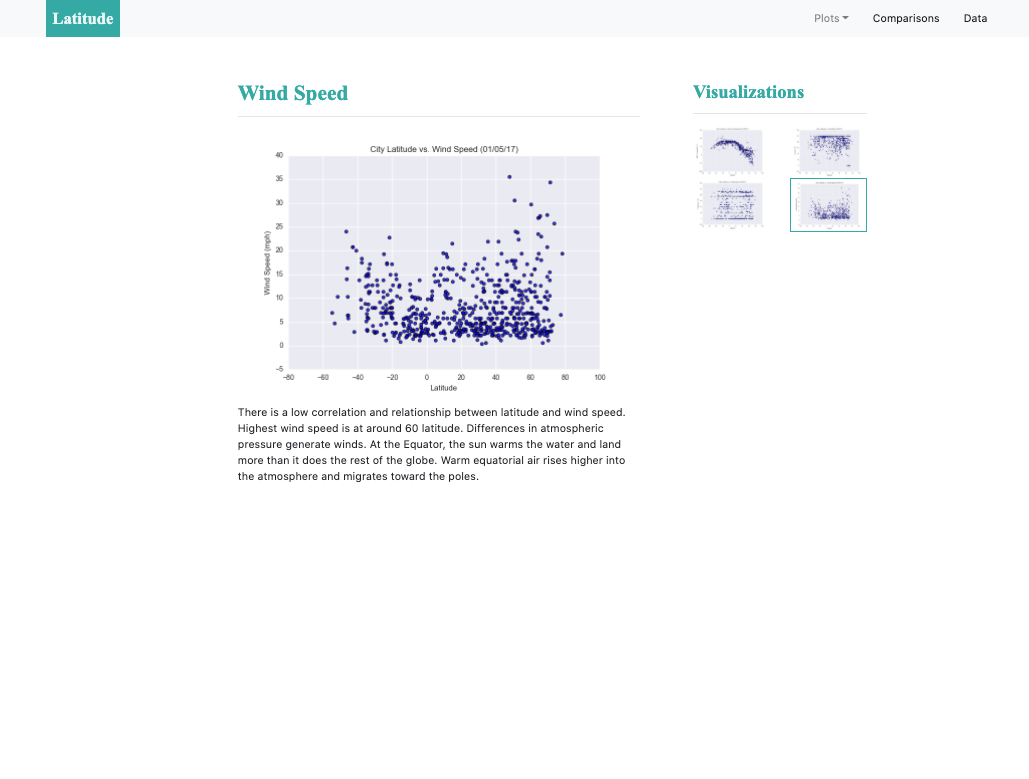 Latitude
Plots
Comparisons
Data
Wind Speed
Visualizations
City Latitude vs. Wind Speed (01/05/17)
Wind Speed (mph)
40
35
30
25
20
15
10
5
0
−5
−80 −60 −40 −20 0 20 40 60 80 100
Latitude
There is a low correlation and relationship between latitude and wind speed.
Highest wind speed is at around 60 latitude. Differences in atmospheric
pressure generate winds. At the Equator, the sun warms the water and land
more than it does the rest of the globe. Warm equatorial air rises higher into
the atmosphere and migrates toward the poles.